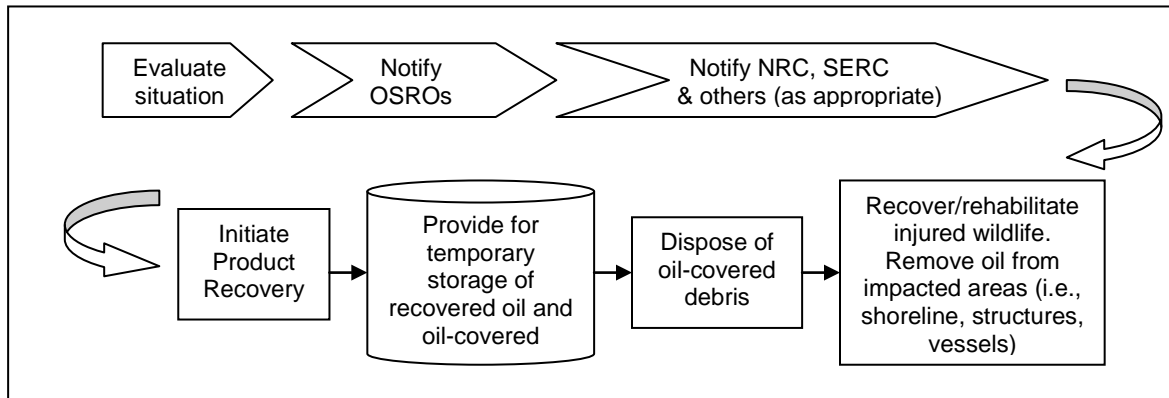 Evaluate
situation
Notify
OSROs
Notify NRC, SERC
& others (as appropriate)
Initiate
Product
Recovery
Provide for
temporary
storage of
recovered oil and
oil-covered
Dispose of
oil-covered
debris
Recover/rehabilitate
injured wildlife.
Remove oil from
impacted areas (i.e.,
shoreline, structures,
vessels)